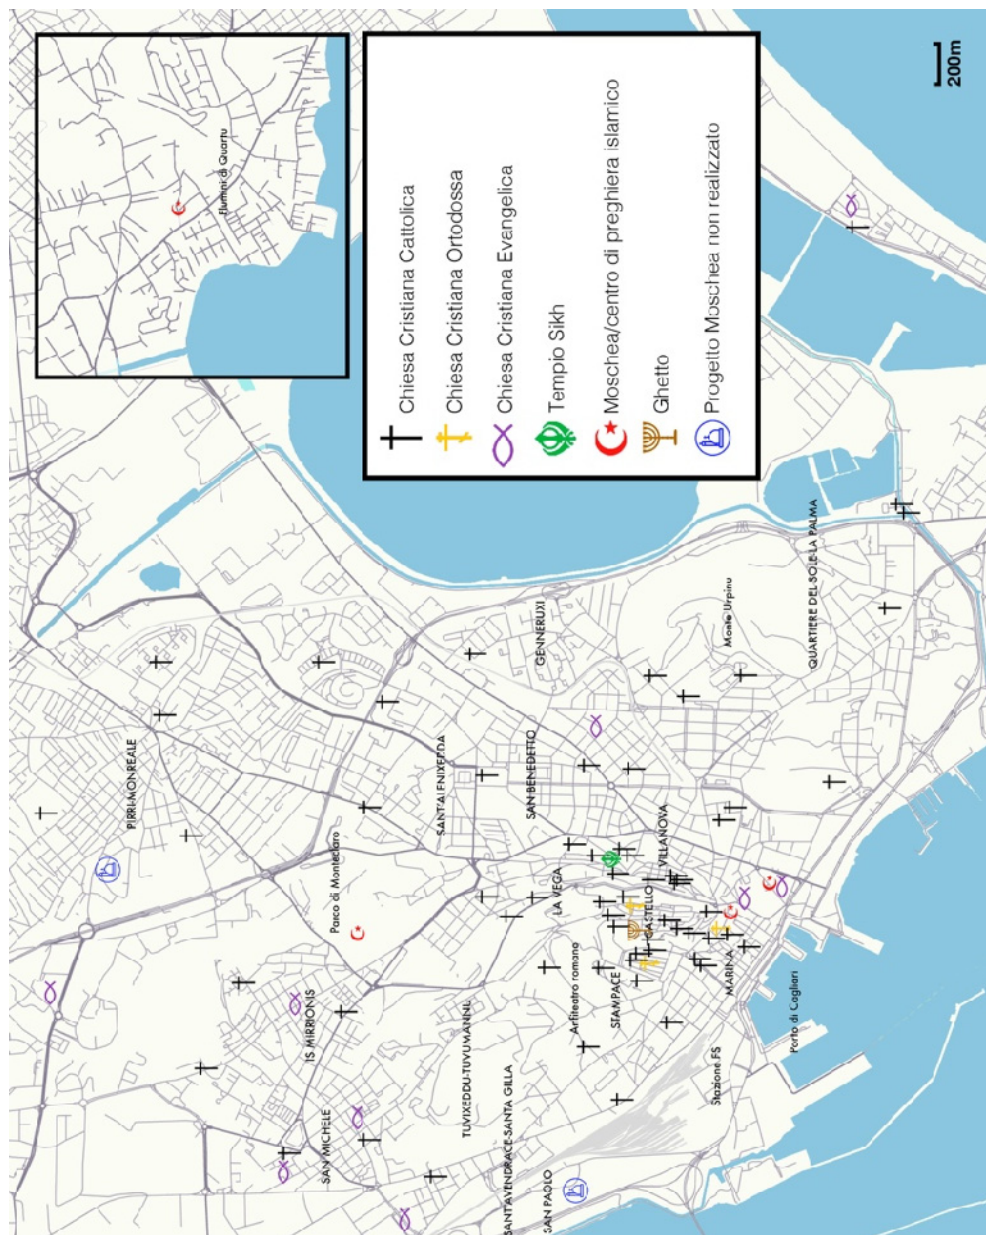 Flumini di Quartu
Chiesa Cristiana Cattolica
Chiesa Cristiana Ortodossa
Chiesa Cristiana Evangelica
Tempio Sikh
Moschea/centro di preghiera islamico
Ghetto
Progetto Moschea non realizzato
200m
PIRRI-MONREALE
Parco di Monteclaro
IS MIRRIONIS
SAN MICHELE
SANT'ALENIXEDDA
TUVIXEDDU-TUVUMANNU
SANT'AVENDRACE-SANTA GILLA
SAN PAOLO
SAN BENEDETTO
GENNERUXI
LA VEGA
Anfiteatro romano
STAMPACE
CASTELLO
VILLANOVA
MARINA
Stazione FS
Porto di Cagliari
Monte Urpinu
QUARTIERE DEL SOLE-LA PALMA